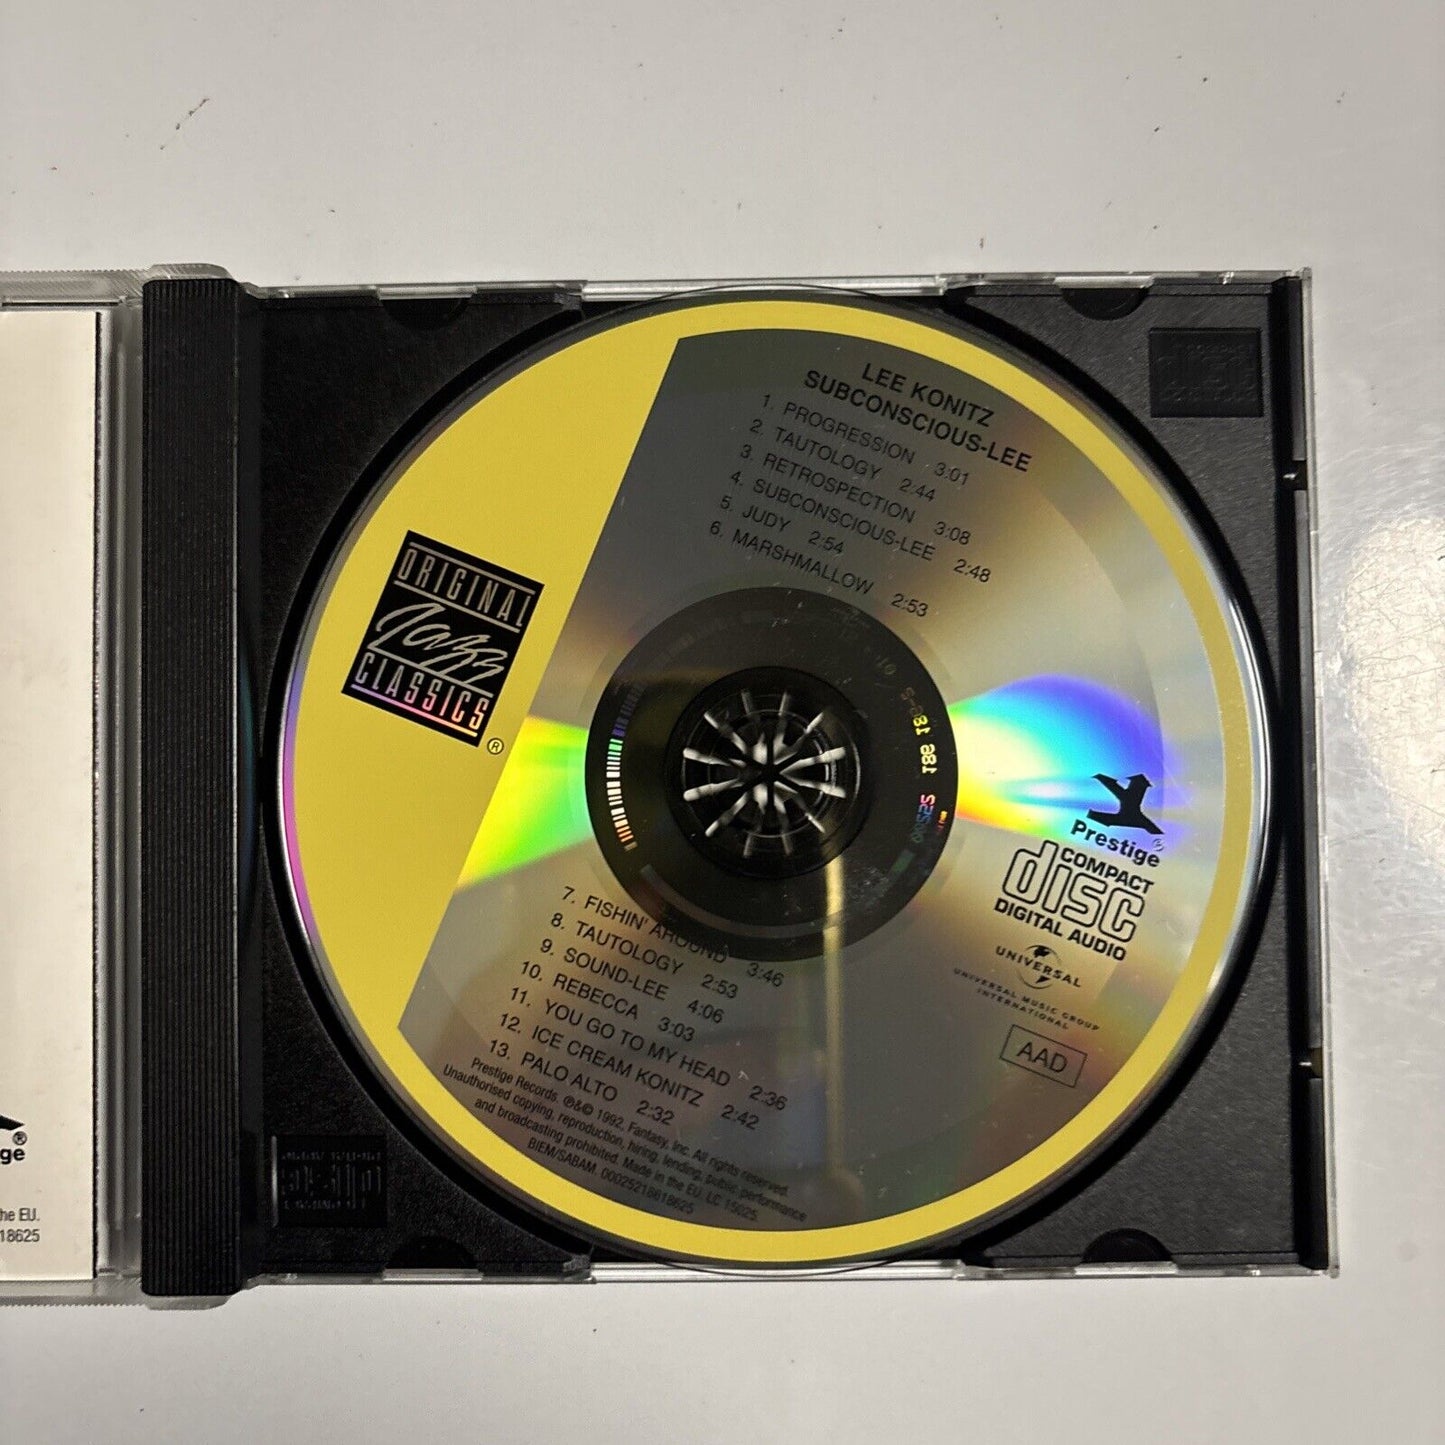 LEE KONITZ
SUBCONSCIOUS-LEE
1. PROGRESSION 3:01
2. TAUTOLOGY 2:44
3. RETROSPECTION 3:08
4. SUBCONSCIOUS-LEE 2:48
5. JUDY 2:54
6. MARSHMALLOW 2:53
ORIGINAL
Jazz
CLASSICS
®
Prestige
COMPACT
disc
DIGITAL AUDIO
UNIVERSAL
UNIVERSAL MUSIC GROUP
INTERNATIONAL
AAD
7. FISHIN' AROUND 3:46
8. TAUTOLOGY 2:53
9. SOUND-LEE 4:06
10. REBECCA 3:03
11. YOU GO TO MY HEAD 2:36
12. ICE CREAM KONITZ 2:42
13. PALO ALTO 2:32
Prestige Records. ℗&© 1992, Fantasy, Inc. All rights reserved.
Unauthorised copying, reproduction, hiring, lending, public performance
and broadcasting prohibited. Made in the EU. LC 15025.
BIEM/SABAM. 00025218618625
®
ge
he EU.
18625